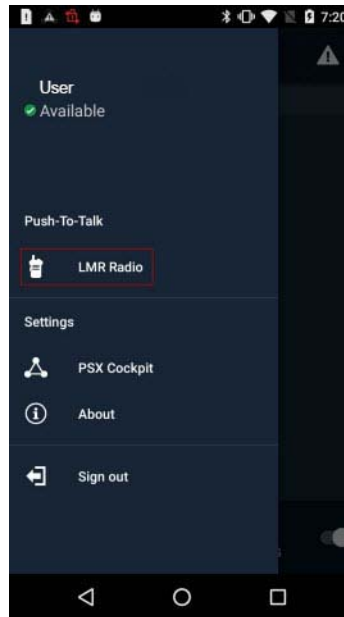 7:20
User
Available
Push-To-Talk
LMR Radio
Settings
PSX Cockpit
About
Sign out
s